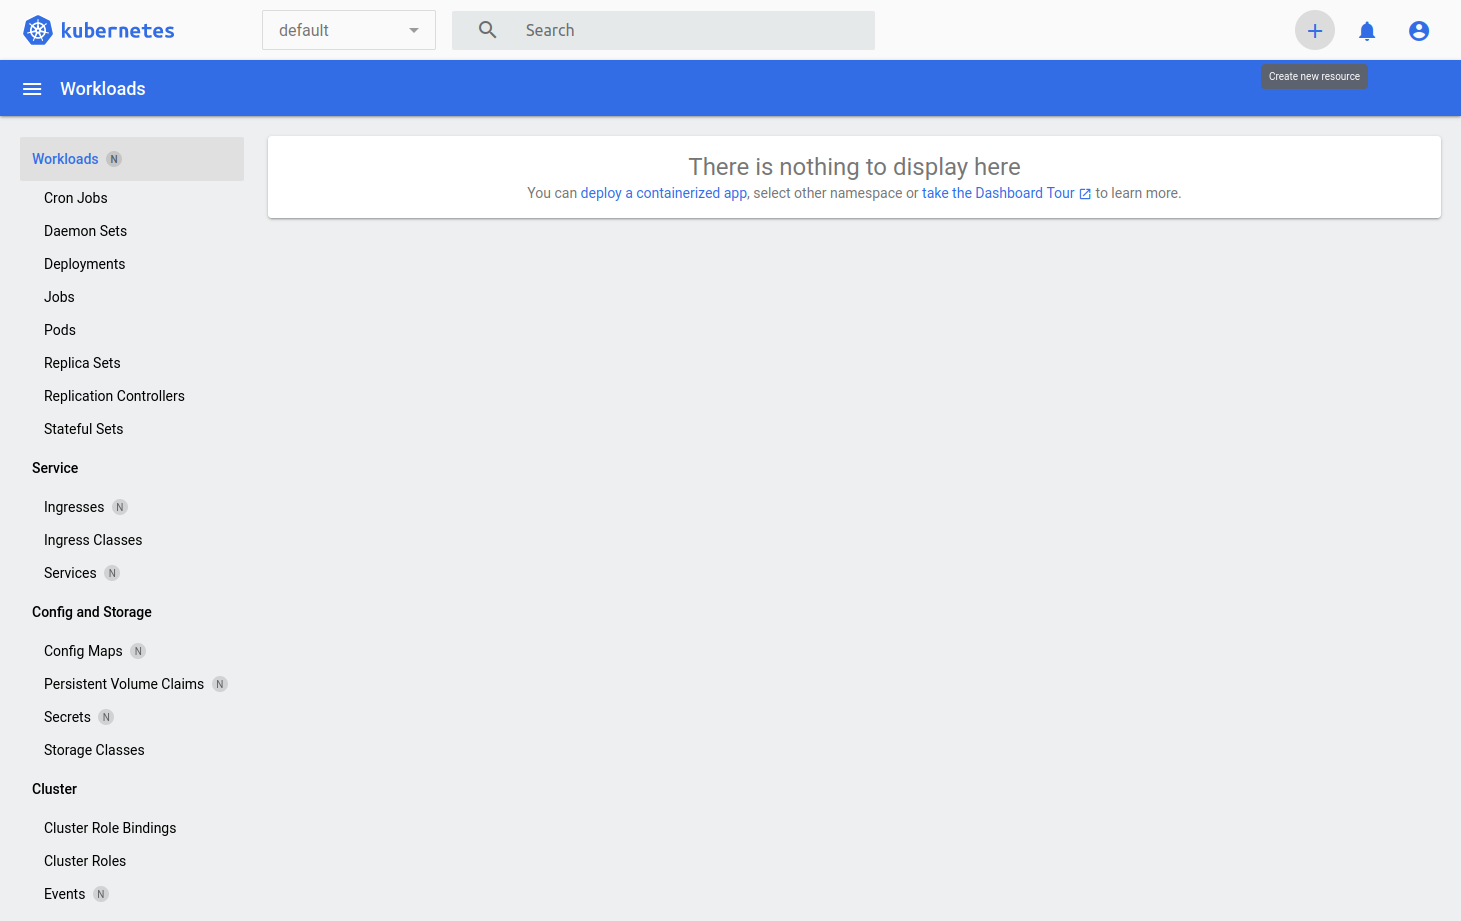 kubernetes
default
Search
Create new resource
Workloads
Workloads N
Cron Jobs
Daemon Sets
Deployments
Jobs
Pods
Replica Sets
Replication Controllers
Stateful Sets
Service
Ingresses N
Ingress Classes
Services N
Config and Storage
Config Maps N
Persistent Volume Claims N
Secrets N
Storage Classes
Cluster
Cluster Role Bindings
Cluster Roles
Events N
There is nothing to display here
You can deploy a containerized app, select other namespace or take the Dashboard Tour to learn more.